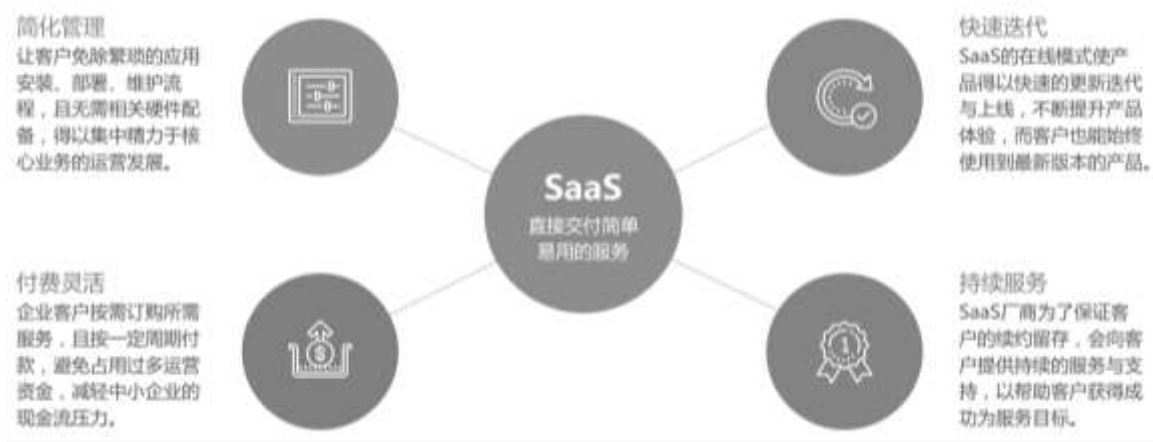 简化管理
让客户免除繁琐的应用
安装、部署、维护流
程，且无需相关硬件配
备，得以集中精力于核
心业务的运营发展。
快速迭代
SaaS的在线模式使产
品得以快速的更新迭代
与上线，不断提升产品
体验，而客户也能始终
使用到最新版本的产品。
SaaS
直接交付简单
易用的服务
付费灵活
企业客户按需订购所需
服务，且按一定周期付
款，避免占用过多运营
资金，减轻中小企业的
现金流压力。
$
持续服务
SaaS厂商为了保证客
户的续约留存，会向客
户提供持续的服务与支
持，以帮助客户获得成
功为服务目标。
1